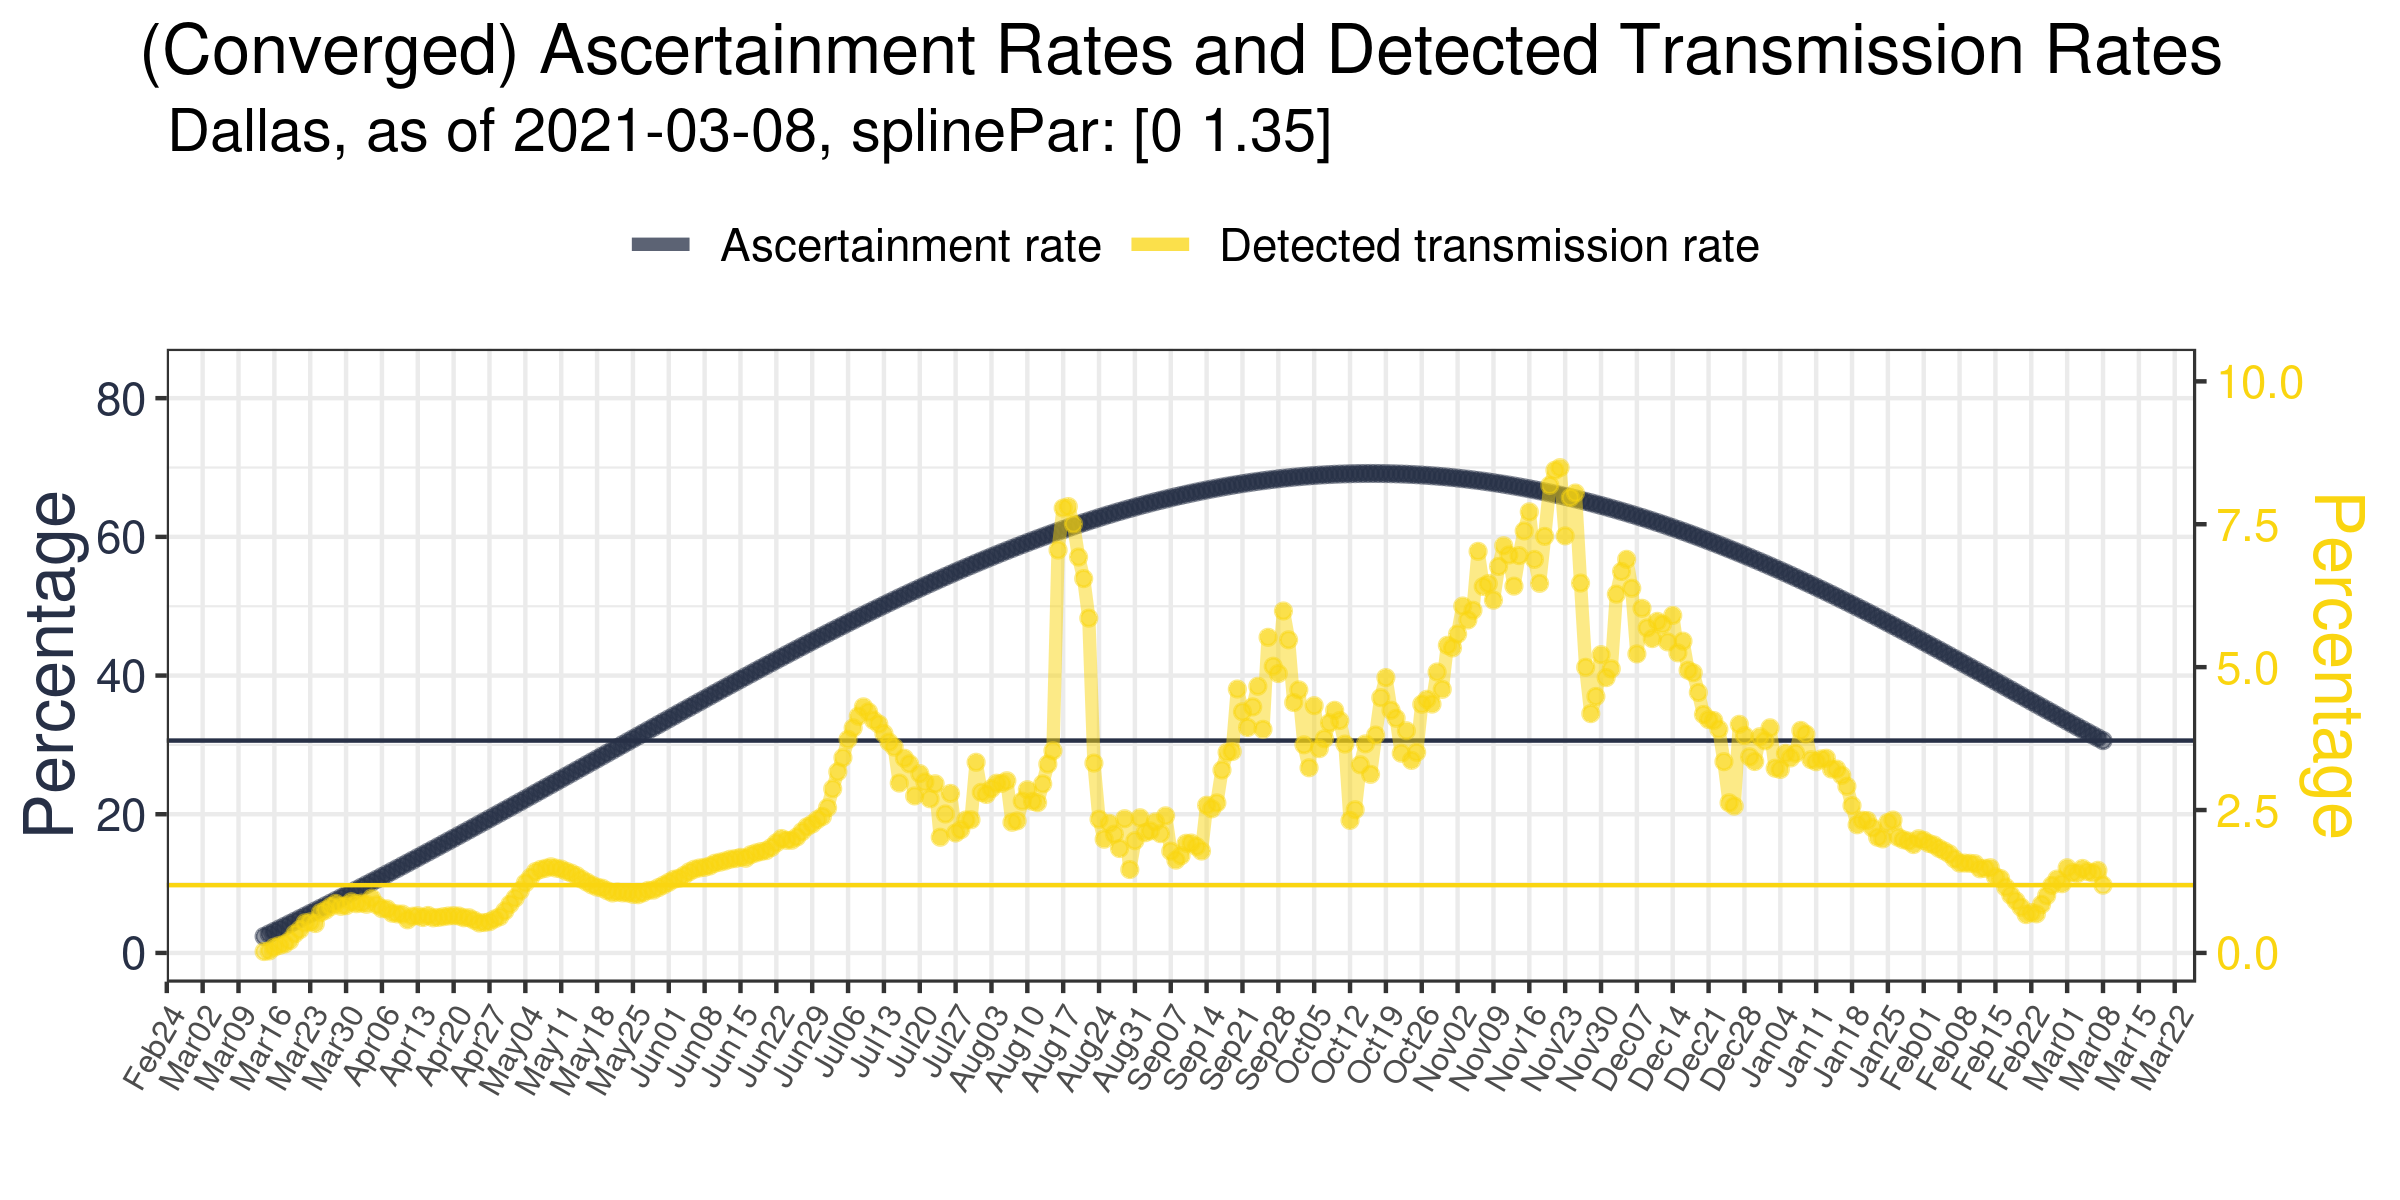 (Converged) Ascertainment Rates and Detected Transmission Rates
Dallas, as of 2021-03-08, splinePar: [0 1.35]
Ascertainment rate Detected transmission rate
Percentage
80
60
40
20
0
10.0
7.5
5.0
2.5
0.0
Percentage
Feb24
Mar02
Mar09
Mar16
Mar23
Mar30
Apr06
Apr13
Apr20
Apr27
May04
May11
May18
May25
Jun01
Jun08
Jun15
Jun22
Jun29
Jul06
Jul13
Jul20
Jul27
Aug03
Aug10
Aug17
Aug24
Aug31
Sep07
Sep14
Sep21
Sep28
Oct05
Oct12
Oct19
Oct26
Nov02
Nov09
Nov16
Nov23
Nov30
Dec07
Dec14
Dec21
Dec28
Jan04
Jan11
Jan18
Jan25
Feb01
Feb08
Feb15
Feb22
Mar01
Mar08
Mar15
Mar22